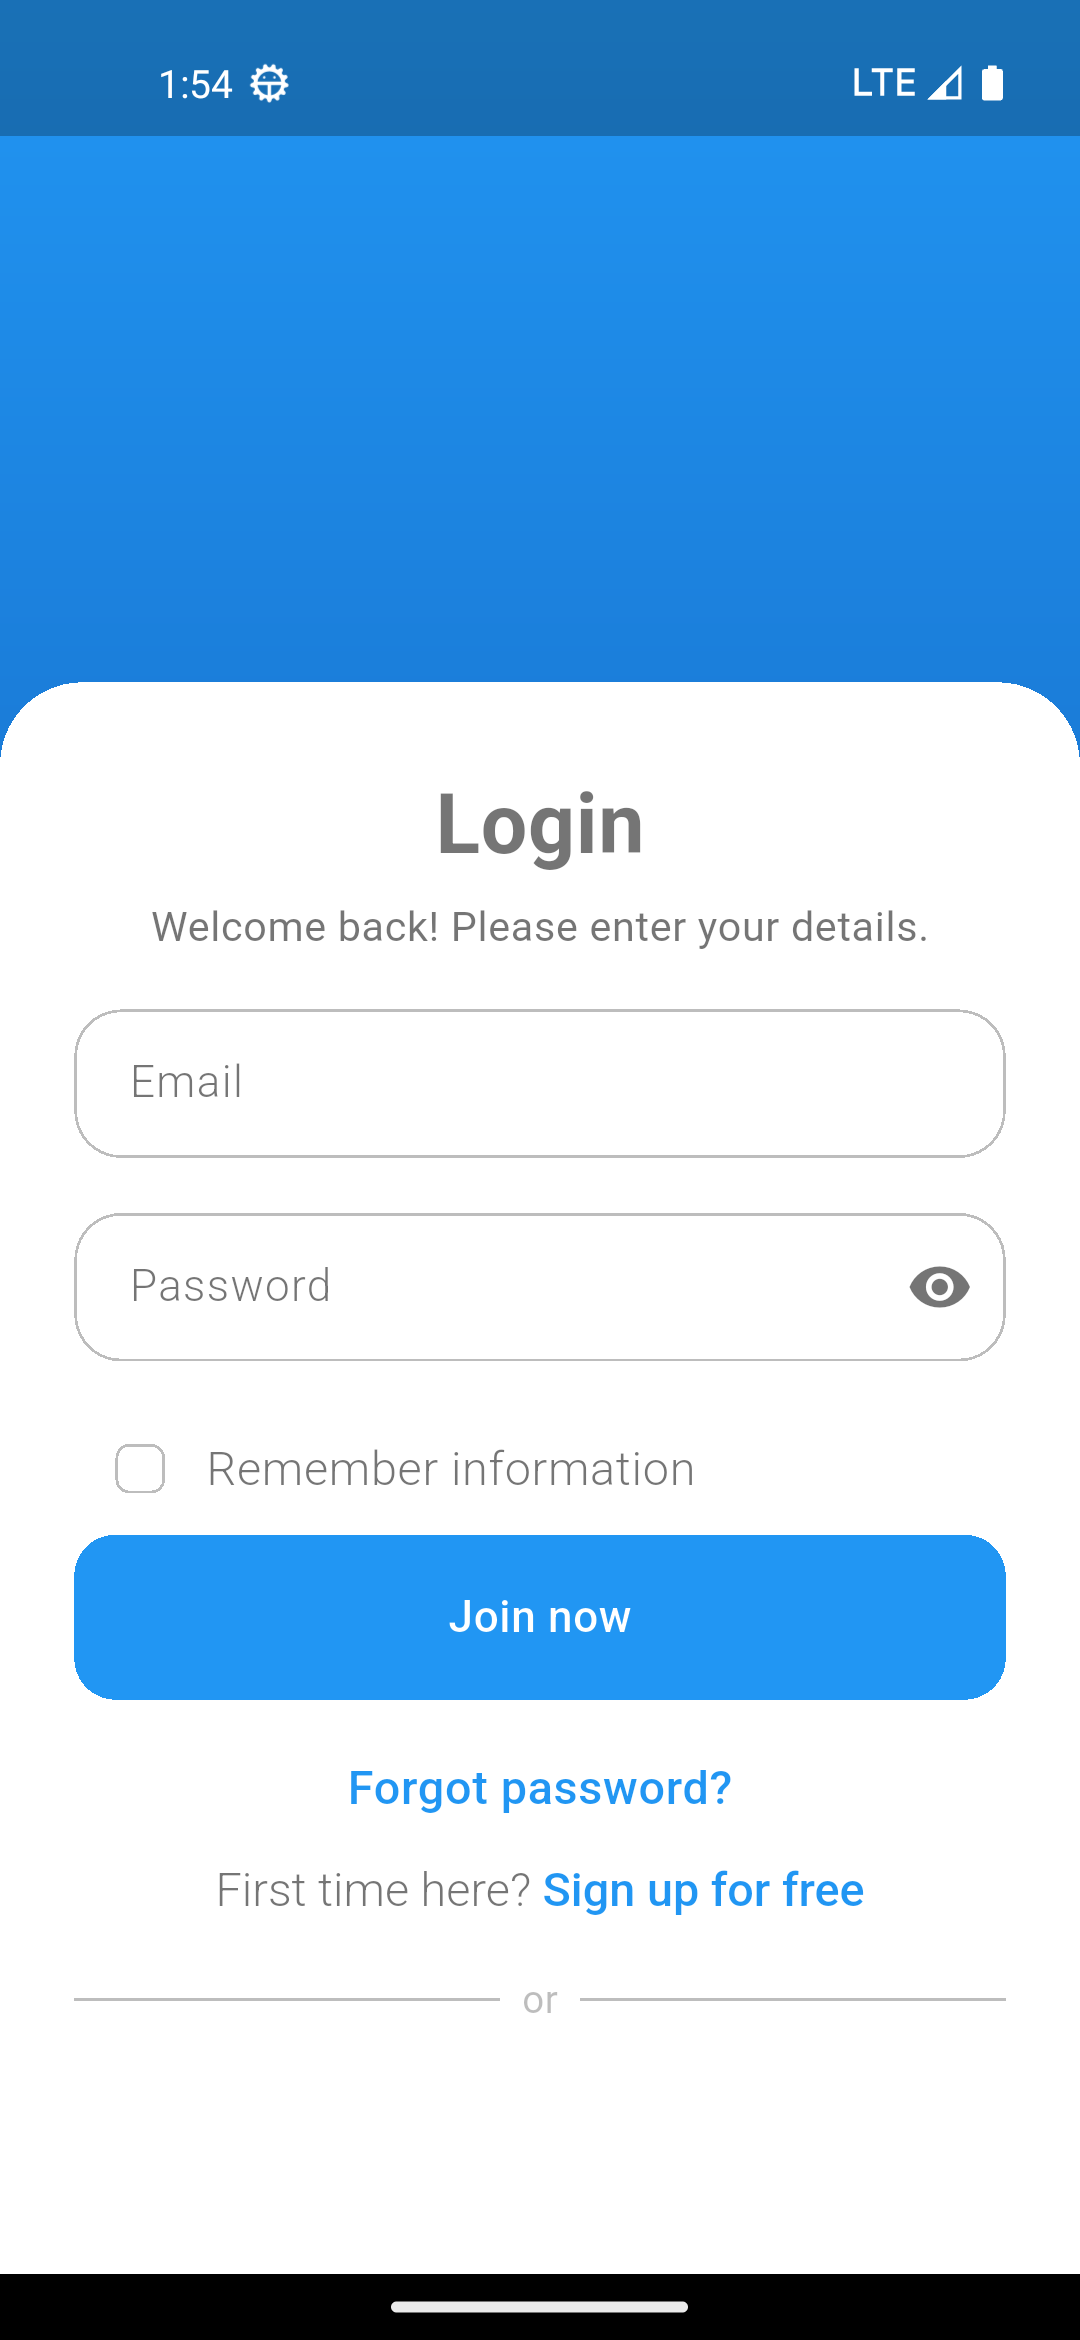 1:54 LTE
Login
Welcome back! Please enter your details.
Email
Password
Remember information
Join now
Forgot password?
First time here? Sign up for free
or